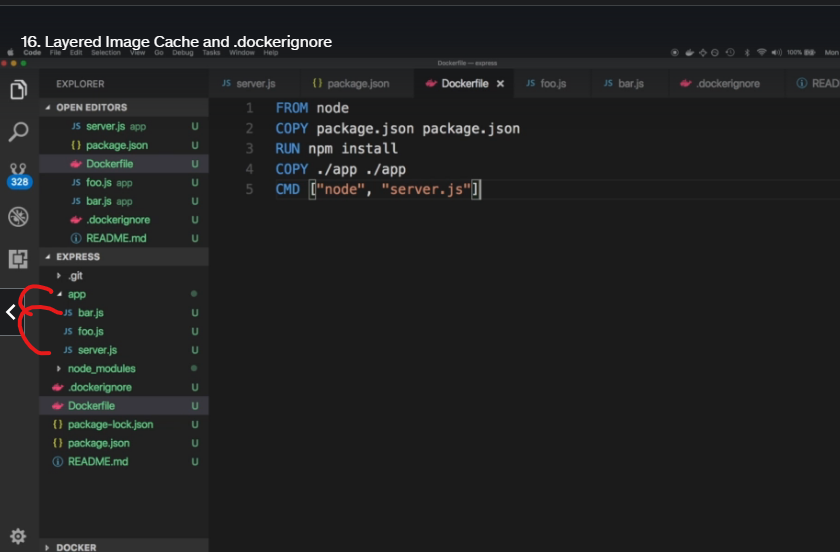 16. Layered Image Cache and .dockerignore
Code File Edit Selection View Go Debug Tasks Window Help 100% Mon
Dockerfile — express
EXPLORER
JS server.js {} package.json Dockerfile × JS foo.js JS bar.js .dockerignore READ
OPEN EDITORS
JS server.js app U
{} package.json U
Dockerfile U
JS foo.js app U
328
JS bar.js app U
.dockerignore U
README.md U
EXPRESS
.git
app
JS bar.js U
JS foo.js U
JS server.js U
node_modules
.dockerignore U
Dockerfile U
{} package-lock.json U
{} package.json U
README.md U
DOCKER
1 FROM node
2 COPY package.json package.json
3 RUN npm install
4 COPY ./app ./app
5 CMD ["node", "server.js"]